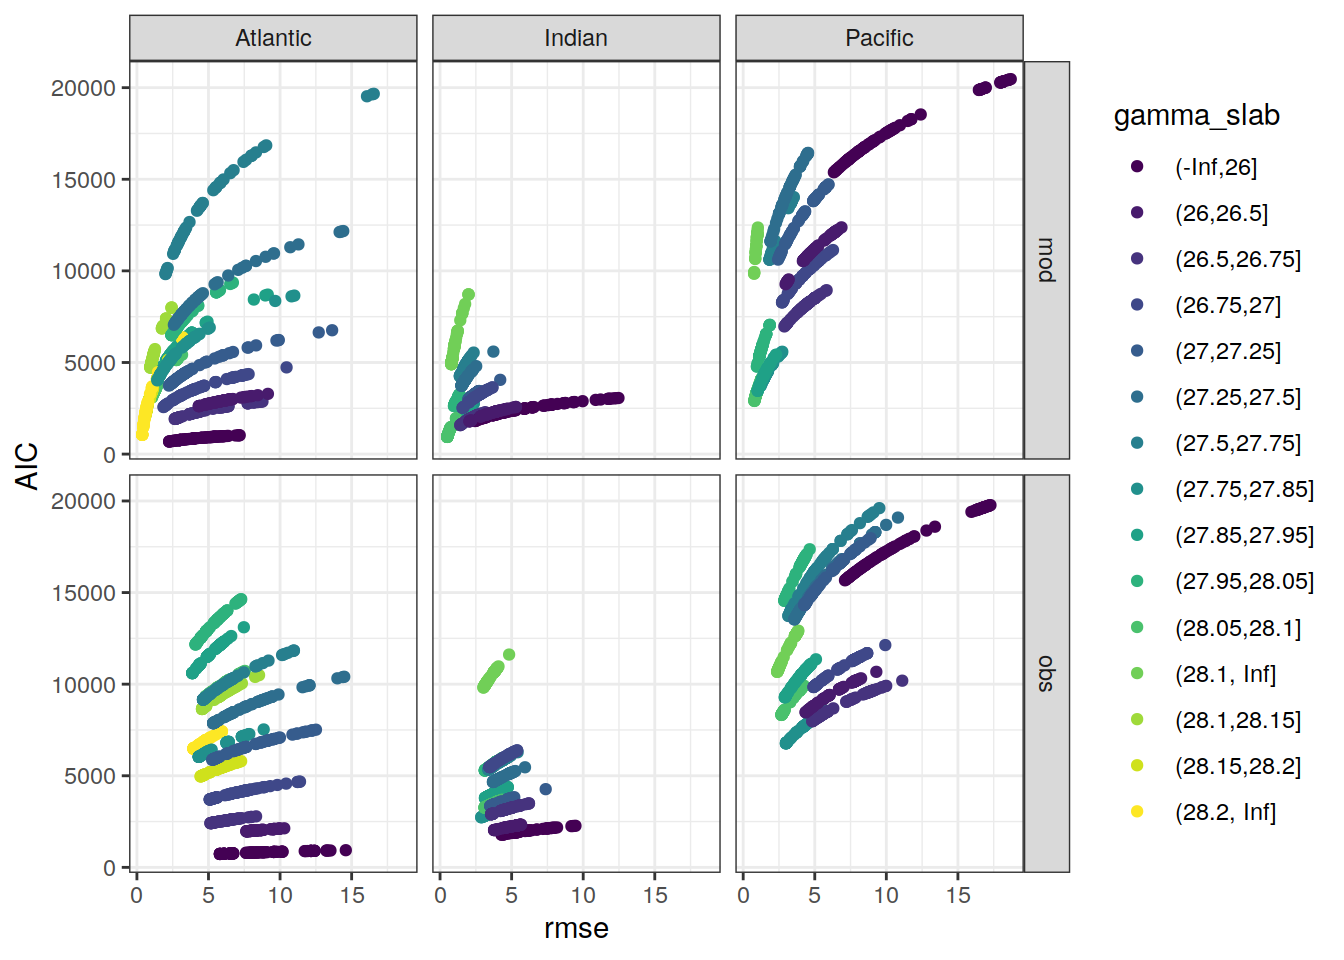 Atlantic Indian Pacific
mod
20000
15000
10000
5000
0
AIC
obs
20000
15000
10000
5000
0
0 5 10 15 0 5 10 15 0 5 10 15
rmse
gamma_slab
(-Inf,26]
(26,26.5]
(26.5,26.75]
(26.75,27]
(27,27.25]
(27.25,27.5]
(27.5,27.75]
(27.75,27.85]
(27.85,27.95]
(27.95,28.05]
(28.05,28.1]
(28.1, Inf]
(28.1,28.15]
(28.15,28.2]
(28.2, Inf]